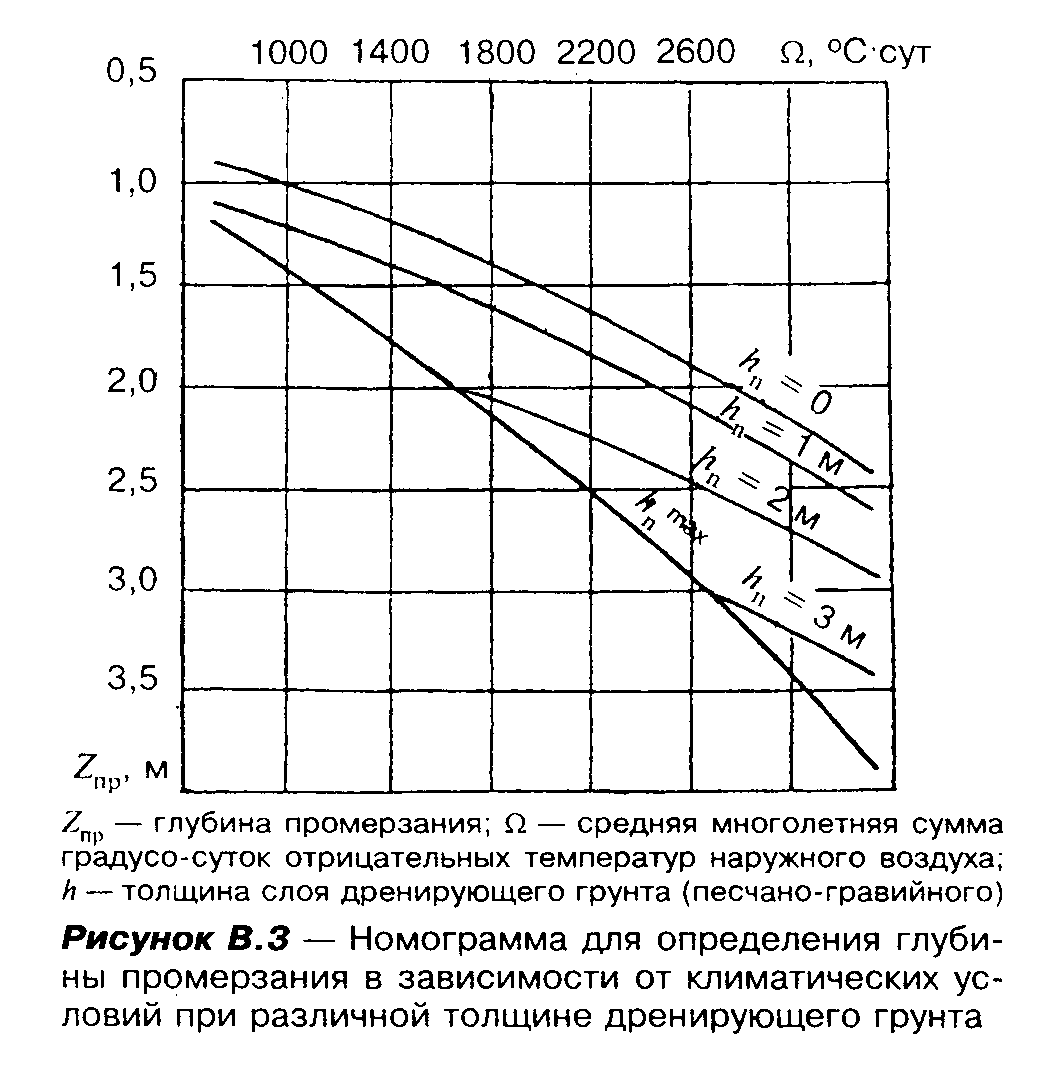 1000 1400 1800 2200 2600 Ω, °С·сут
0,5
1,0
1,5
2,0
2,5
3,0
3,5
Zпр, м
hп = 0
hп = 1 м
hп = 2 м
hп max
hп = 3 м
Zпр — глубина промерзания; Ω — средняя многолетняя сумма
градусо-суток отрицательных температур наружного воздуха;
h — толщина слоя дренирующего грунта (песчано-гравийного)
Рисунок В.3 — Номограмма для определения глуби-
ны промерзания в зависимости от климатических ус-
ловий при различной толщине дренирующего грунта